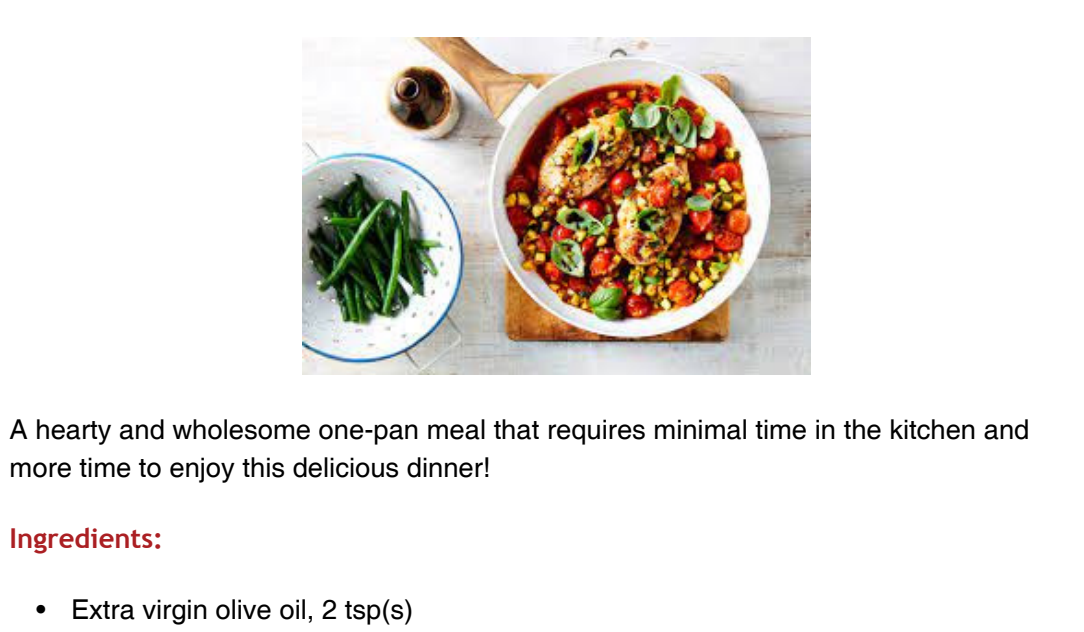 A hearty and wholesome one-pan meal that requires minimal time in the kitchen and
more time to enjoy this delicious dinner!
Ingredients:
• Extra virgin olive oil, 2 tsp(s)